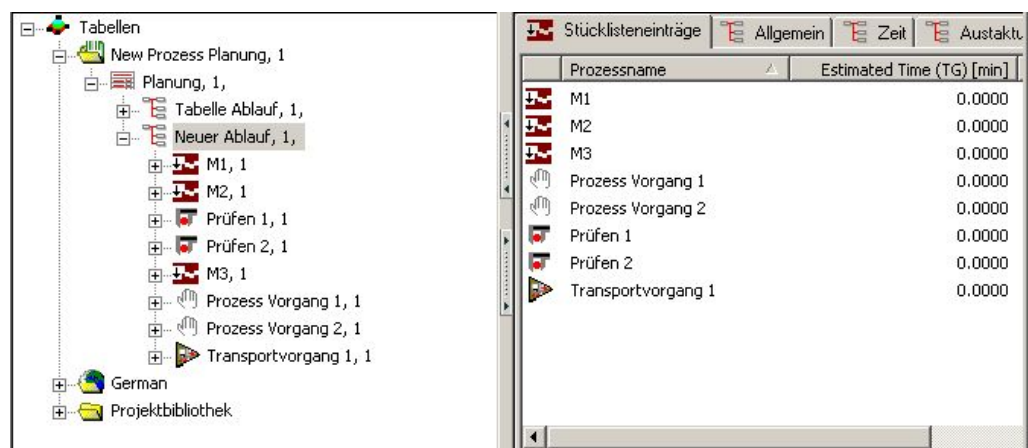 Tabellen
New Prozess Planung, 1
Planung, 1,
Tabelle Ablauf, 1,
Neuer Ablauf, 1,
M1, 1
M2, 1
Prüfen 1, 1
Prüfen 2, 1
M3, 1
Prozess Vorgang 1, 1
Prozess Vorgang 2, 1
Transportvorgang 1, 1
German
Projektbibliothek
Stücklisteneinträge Allgemein Zeit Austaktu
Prozessname Estimated Time (TG) [min]
M1 0.0000
M2 0.0000
M3 0.0000
Prozess Vorgang 1 0.0000
Prozess Vorgang 2 0.0000
Prüfen 1 0.0000
Prüfen 2 0.0000
Transportvorgang 1 0.0000